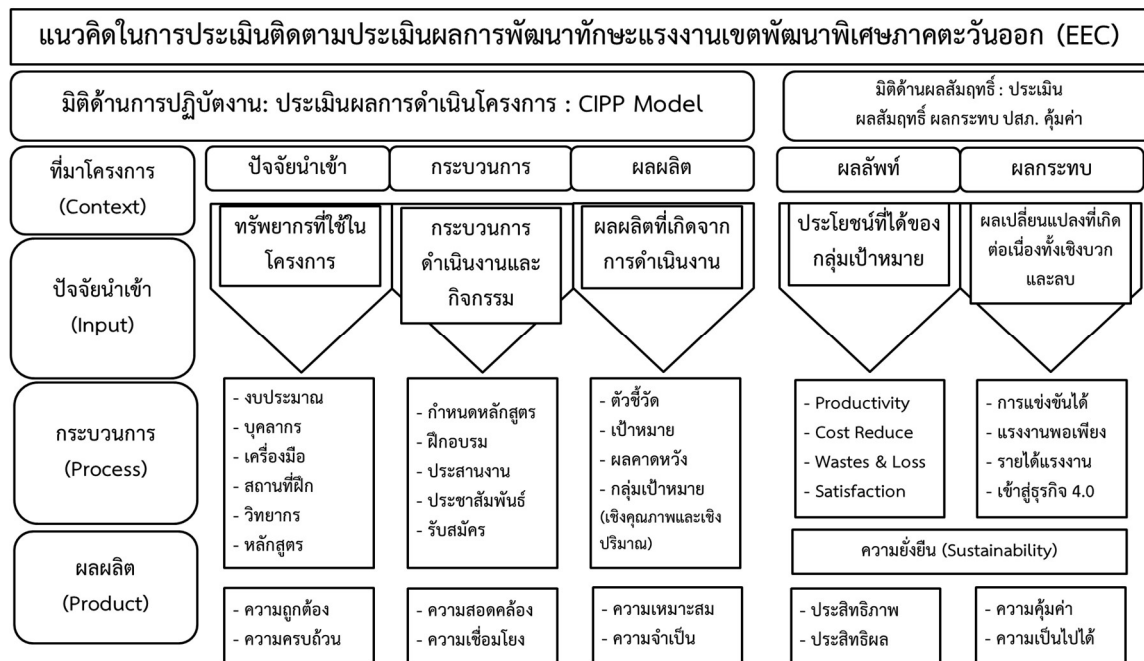 แนวคิดในการประเมินติดตามประเมินผลการพัฒนาทักษะแรงงานเขตพัฒนาพิเศษภาคตะวันออก (EEC)
มิติด้านการปฏิบัตงาน: ประเมินผลการดำเนินโครงการ : CIPP Model
มิติด้านผลสัมฤทธิ์ : ประเมิน
ผลสัมฤทธิ์ ผลกระทบ ปสภ. คุ้มค่า
ที่มาโครงการ
(Context)
ปัจจัยนำเข้า
(Input)
กระบวนการ
(Process)
ผลผลิต
(Product)
ปัจจัยนำเข้า
ทรัพยากรที่ใช้ใน
โครงการ
- งบประมาณ
- บุคลากร
- เครื่องมือ
- สถานที่ฝึก
- วิทยากร
- หลักสูตร
- ความถูกต้อง
- ความครบถ้วน
กระบวนการ
กระบวนการ
ดำเนินงานและ
กิจกรรม
- กำหนดหลักสูตร
- ฝึกอบรม
- ประสานงาน
- ประชาสัมพันธ์
- รับสมัคร
- ความสอดคล้อง
- ความเชื่อมโยง
ผลผลิต
ผลผลิตที่เกิดจาก
การดำเนินงาน
- ตัวชี้วัด
- เป้าหมาย
- ผลคาดหวัง
- กลุ่มเป้าหมาย
(เชิงคุณภาพและเชิง
ปริมาณ)
- ความเหมาะสม
- ความจำเป็น
ผลลัพท์
ประโยชน์ที่ได้ของ
กลุ่มเป้าหมาย
- Productivity
- Cost Reduce
- Wastes & Loss
- Satisfaction
ผลกระทบ
ผลเปลี่ยนแปลงที่เกิด
ต่อเนื่องทั้งเชิงบวก
และลบ
- การแข่งขันได้
- แรงงานพอเพียง
- รายได้แรงงาน
- เข้าสู่ธุรกิจ 4.0
ความยั่งยืน (Sustainability)
- ประสิทธิภาพ
- ประสิทธิผล
- ความคุ้มค่า
- ความเป็นไปได้